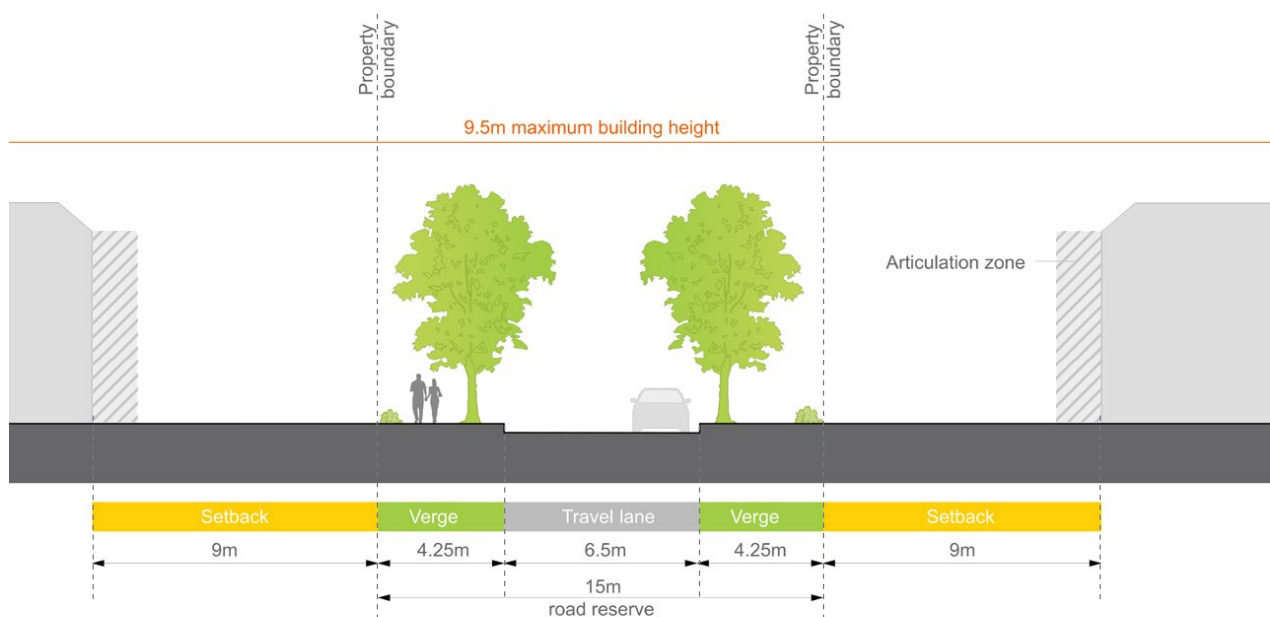 Property
boundary
Property
boundary
9.5m maximum building height
Articulation zone
Setback
Verge
Travel lane
Verge
Setback
9m
4.25m
6.5m
4.25m
9m
15m
road reserve